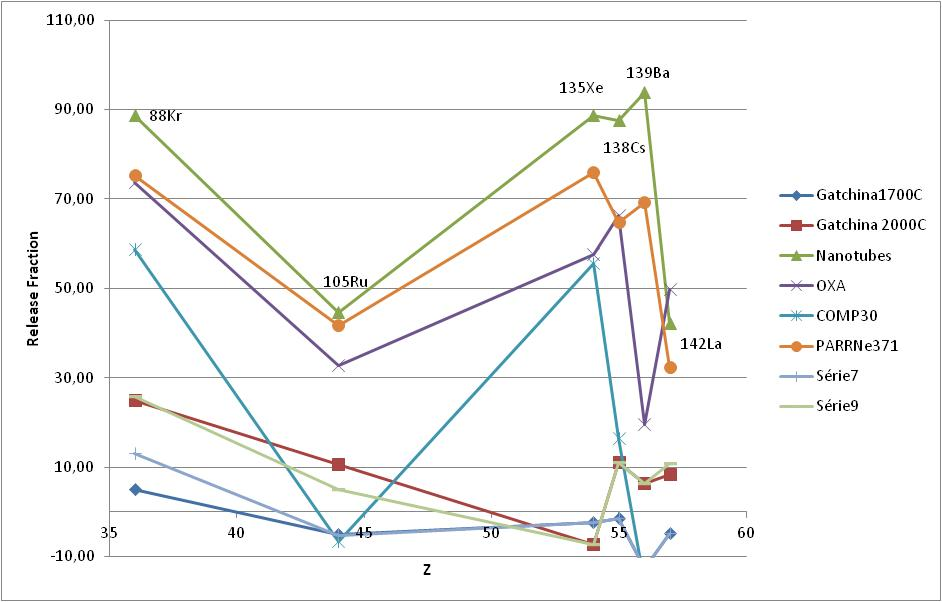 110,00
90,00
70,00
50,00
30,00
10,00
-10,00
Release Fraction
35 40 45 50 55 60
Z
88Kr
105Ru
135Xe
138Cs
139Ba
142La
Gatchina1700C
Gatchina 2000C
Nanotubes
OXA
COMP30
PARRNe371
Série7
Série9